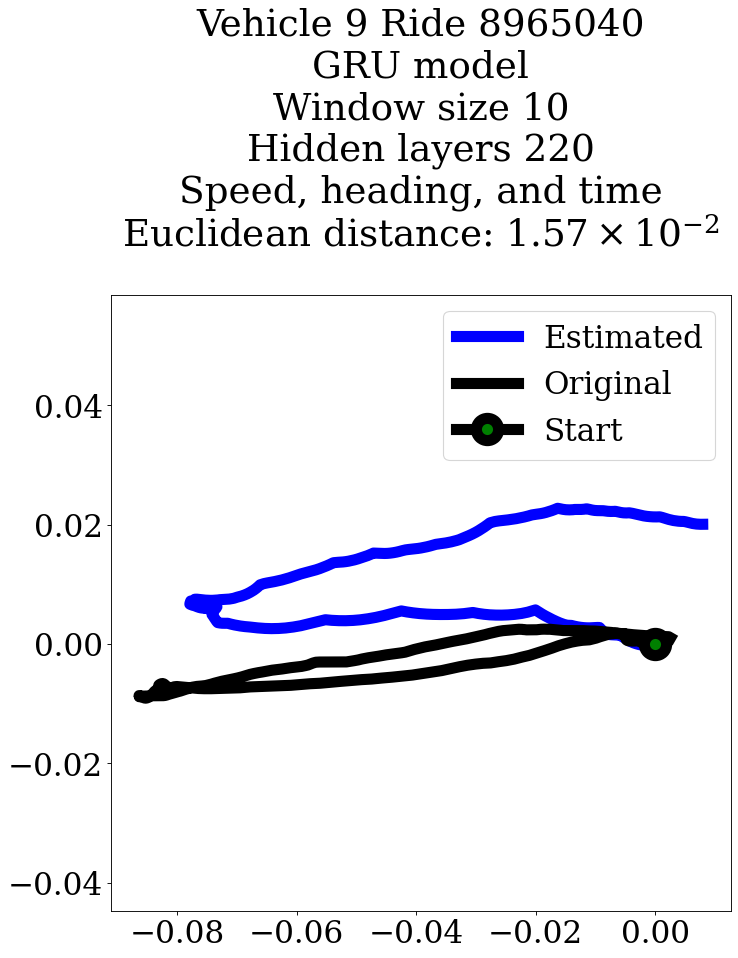 Vehicle 9 Ride 8965040
GRU model
Window size 10
Hidden layers 220
Speed, heading, and time
Euclidean distance: 1.57 × 10⁻²
Estimated
Original
Start
0.04
0.02
0.00
−0.02
−0.04
−0.08 −0.06 −0.04 −0.02 0.00